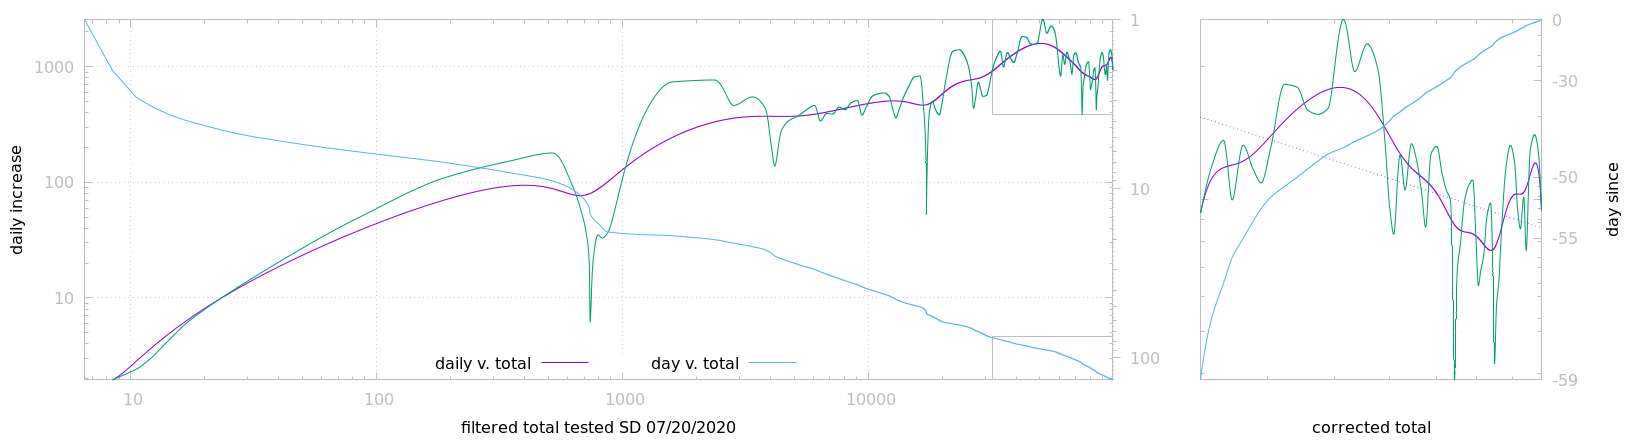 1000
100
10
daily increase
10
100
1000
10000
filtered total tested SD 07/20/2020
daily v. total
day v. total
1
10
100
0
-30
-50
-55
-59
day since
corrected total